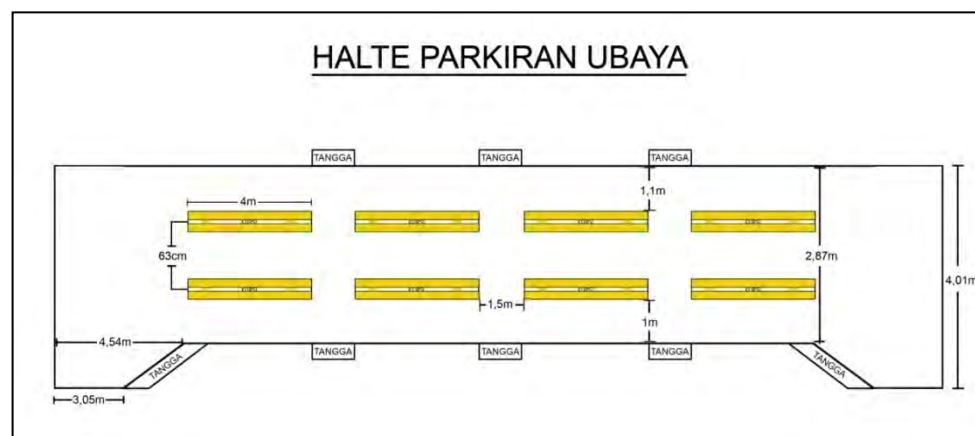 HALTE PARKIRAN UBAYA
TANGGA TANGGA TANGGA
1,1m
4m
63cm
2,87m
4,01m
1,5m
1m
4,54m
TANGGA TANGGA TANGGA
TANGGA TANGGA
3,05m